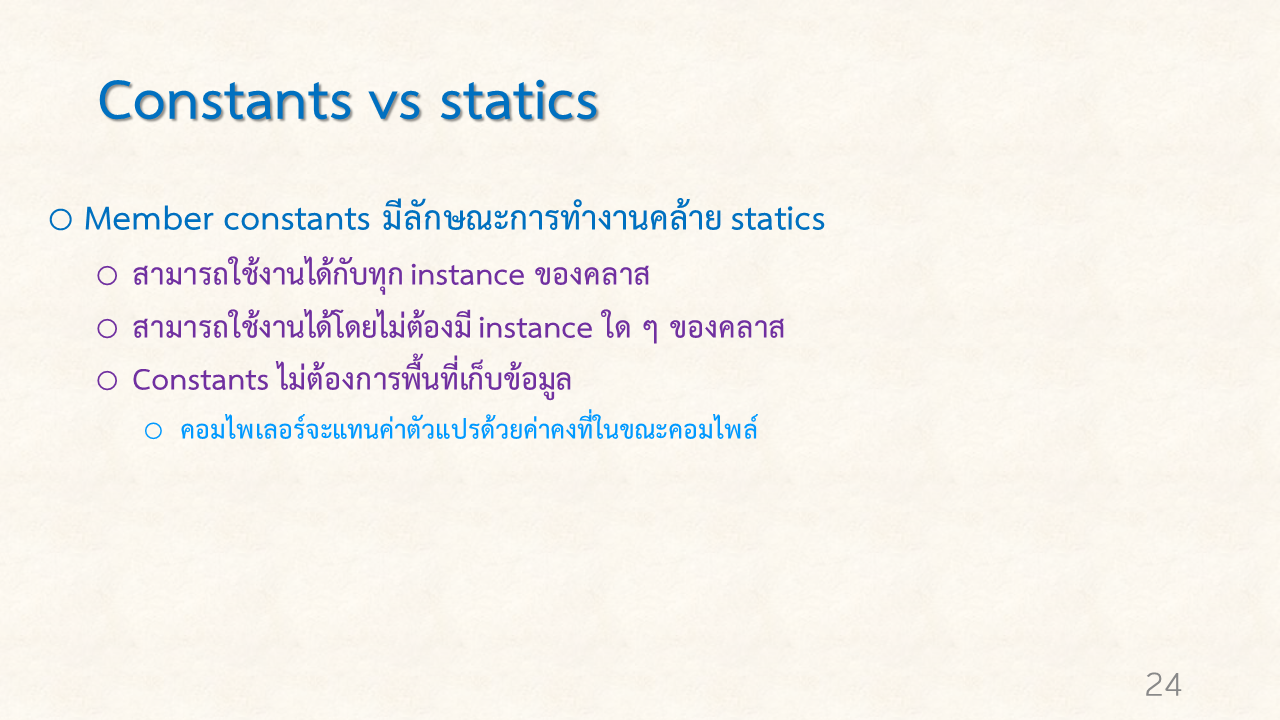 Constants vs statics
Member constants มีลักษณะการทำงานคล้าย statics
สามารถใช้งานได้กับทุก instance ของคลาส
สามารถใช้งานได้โดยไม่ต้องมี instance ใด ๆ ของคลาส
Constants ไม่ต้องการพื้นที่เก็บข้อมูล
คอมไพเลอร์จะแทนค่าตัวแปรด้วยค่าคงที่ในขณะคอมไพล์
24